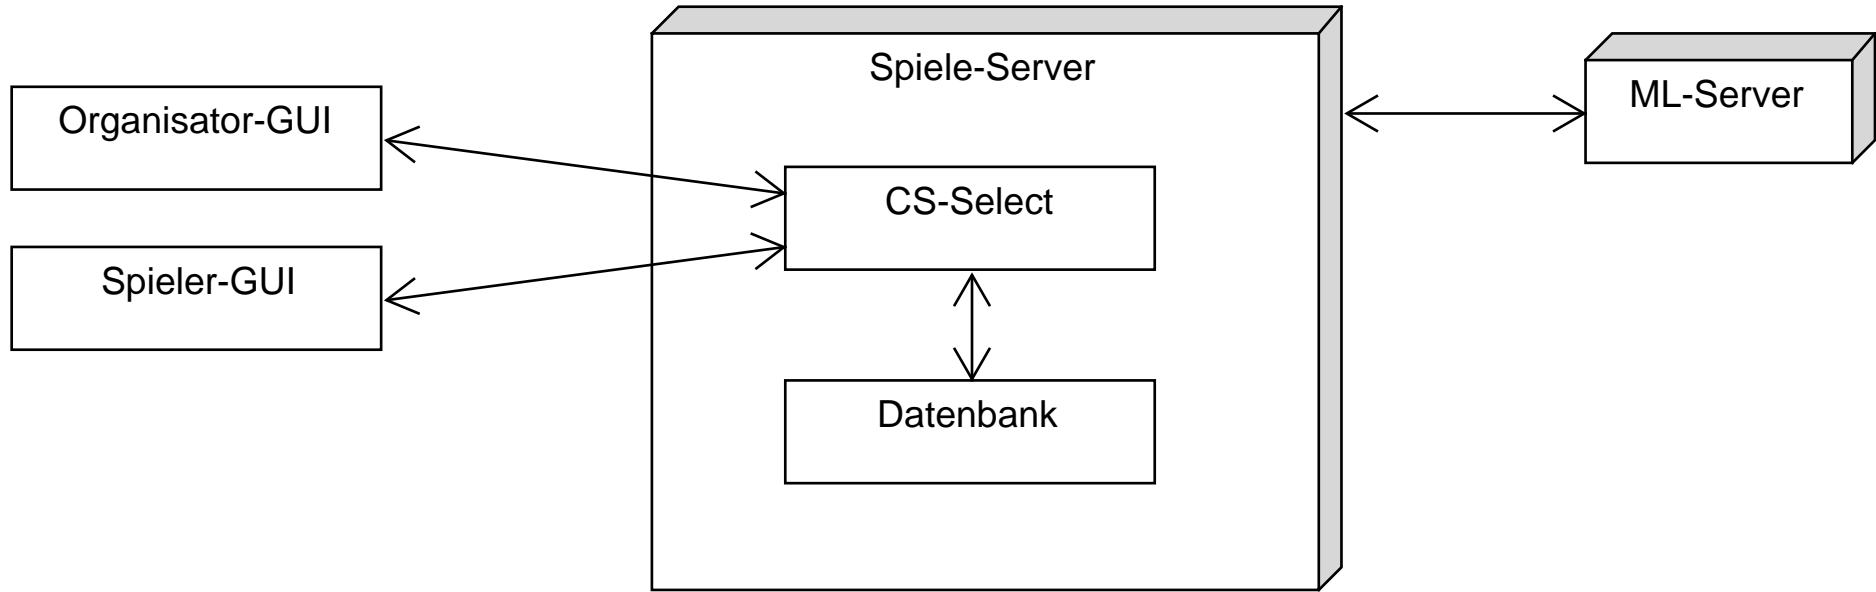 Organisator-GUI
Spieler-GUI
Spiele-Server
CS-Select
Datenbank
ML-Server